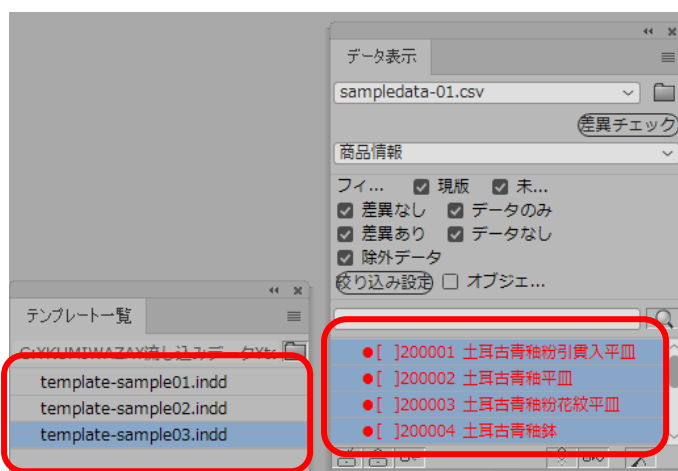 データ表示
sampledata-01.csv
差異チェック
商品情報
フィ... 現版 未...
差異なし データのみ
差異あり データなし
除外データ
絞り込み設定 オブジェ...
テンプレート一覧
template-sample01.indd
template-sample02.indd
template-sample03.indd
●[ ]200001 土耳古青釉粉引貫入平皿
●[ ]200002 土耳古青釉平皿
●[ ]200003 土耳古青釉粉花紋平皿
●[ ]200004 土耳古青釉鉢